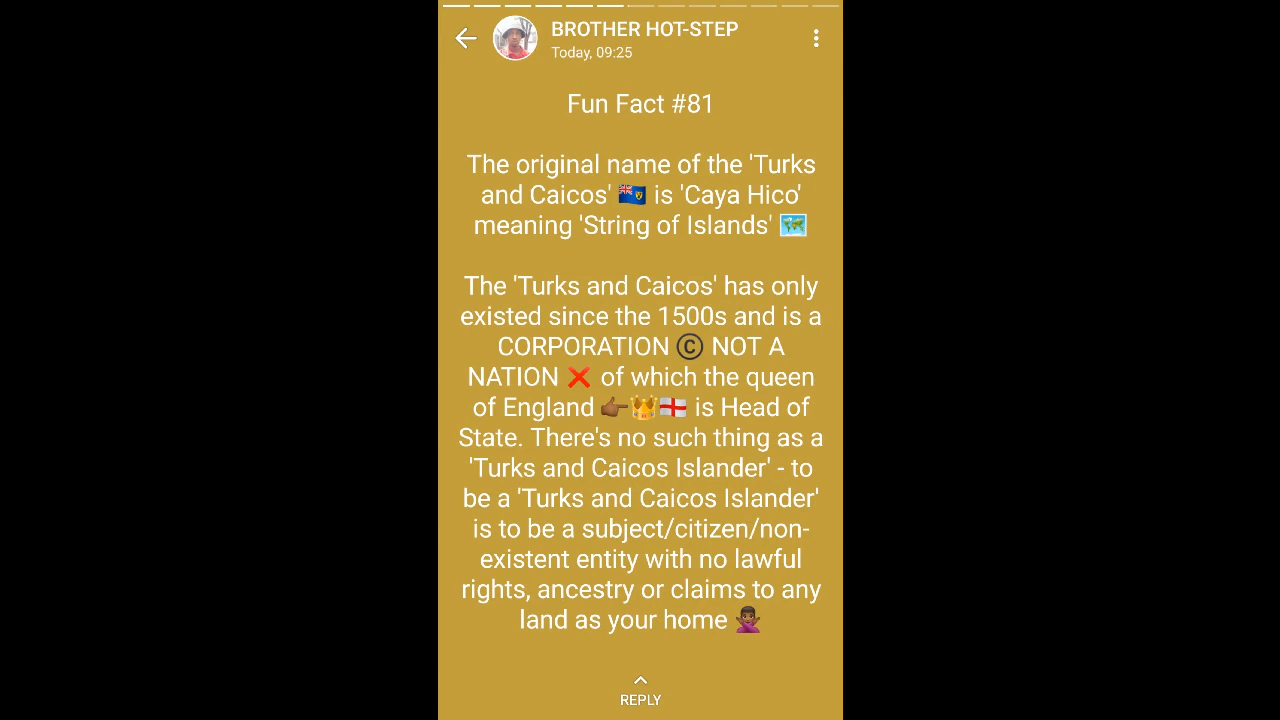 BROTHER HOT-STEP
Today, 09:25
Fun Fact #81
The original name of the 'Turks
and Caicos' 🇹🇨 is 'Caya Hico'
meaning 'String of Islands' 🗺️
The 'Turks and Caicos' has only
existed since the 1500s and is a
CORPORATION ©️ NOT A
NATION ❌ of which the queen
of England 👉🏾👑🏴󠁧󠁢󠁥󠁮󠁧󠁿 is Head of
State. There's no such thing as a
'Turks and Caicos Islander' - to
be a 'Turks and Caicos Islander'
is to be a subject/citizen/non-
existent entity with no lawful
rights, ancestry or claims to any
land as your home 🙅🏾
REPLY